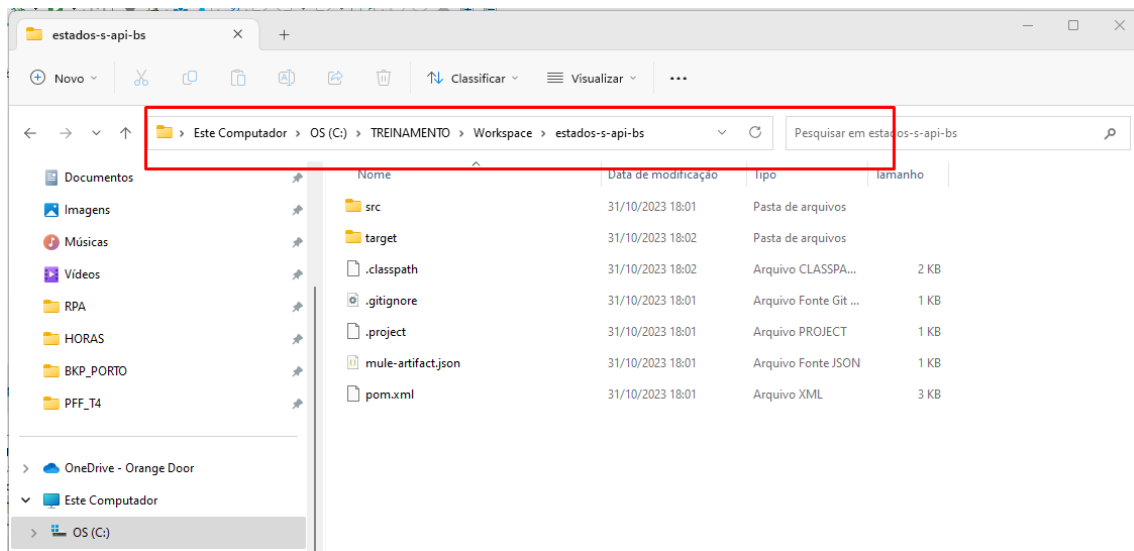 estados-s-api-bs
Novo
Classificar
Visualizar
Este Computador > OS (C:) > TREINAMENTO > Workspace > estados-s-api-bs
Pesquisar em estados-s-api-bs
Nome Data de modificação Tipo Tamanho
Documentos
Imagens
Músicas
Vídeos
RPA
HORAS
BKP_PORTO
PFF_T4
OneDrive - Orange Door
Este Computador
OS (C:)
src 31/10/2023 18:01 Pasta de arquivos
target 31/10/2023 18:02 Pasta de arquivos
.classpath 31/10/2023 18:02 Arquivo CLASSPA... 2 KB
.gitignore 31/10/2023 18:01 Arquivo Fonte Git ... 1 KB
.project 31/10/2023 18:01 Arquivo PROJECT 1 KB
mule-artifact.json 31/10/2023 18:01 Arquivo Fonte JSON 1 KB
pom.xml 31/10/2023 18:01 Arquivo XML 3 KB